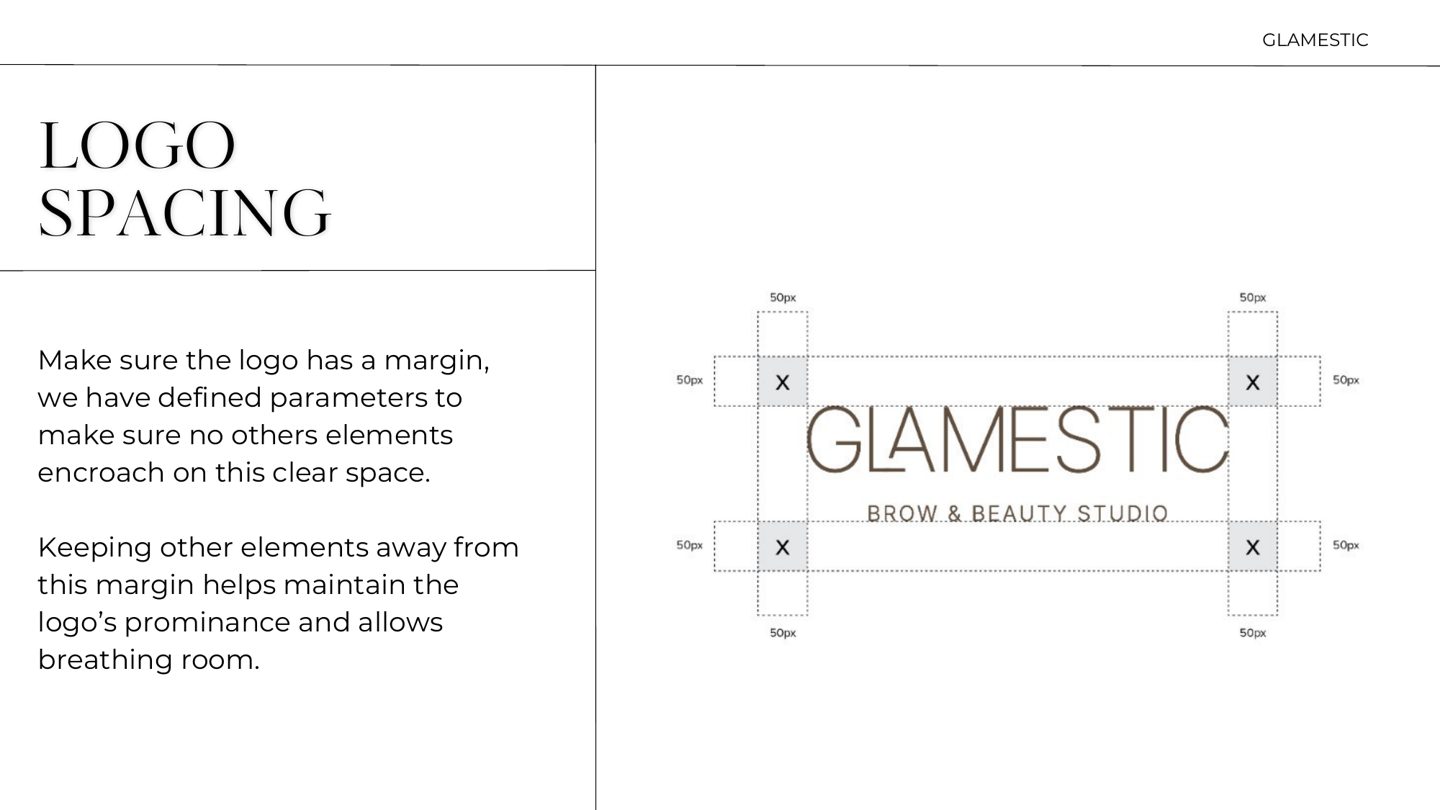 GLAMESTIC
LOGO
SPACING
Make sure the logo has a margin,
we have defined parameters to
make sure no others elements
encroach on this clear space.
Keeping other elements away from
this margin helps maintain the
logo’s prominance and allows
breathing room.
50px
50px
50px
X
X
50px
GLAMESTIC
BROW & BEAUTY STUDIO
50px
X
X
50px
50px
50px